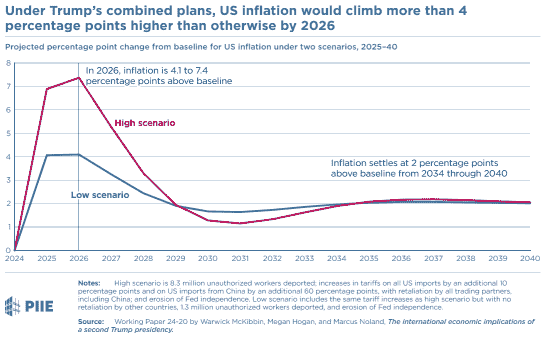 Under Trump's combined plans, US inflation would climb more than 4
percentage points higher than otherwise by 2026
Projected percentage point change from baseline for US inflation under two scenarios, 2025–40
8
7
6
5
4
3
2
1
0
In 2026, inflation is 4.1 to 7.4
percentage points above baseline
High scenario
Low scenario
Inflation settles at 2 percentage points
above baseline from 2034 through 2040
2024 2025 2026 2027 2028 2029 2030 2031 2032 2033 2034 2035 2036 2037 2038 2039 2040
PIIE
Notes: High scenario is 8.3 million unauthorized workers deported; increases in tariffs on all US imports by an additional 10
percentage points and on US imports from China by an additional 60 percentage points, with retaliation by all trading partners,
including China; and erosion of Fed independence. Low scenario includes the same tariff increases as high scenario but with no
retaliation by other countries, 1.3 million unauthorized workers deported, and erosion of Fed independence.
Source: Working Paper 24-20 by Warwick McKibbin, Megan Hogan, and Marcus Noland, The international economic implications of
a second Trump presidency.